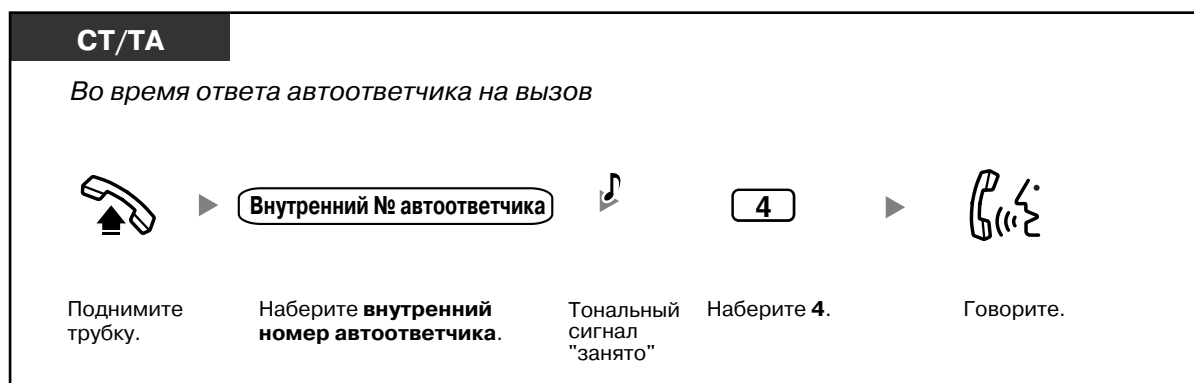 СТ/ТА
Во время ответа автоответчика на вызов
Внутренний № автоответчика
4
Поднимите
трубку.
Наберите внутренний
номер автоответчика.
Тональный
сигнал
"занято"
Наберите 4.
Говорите.